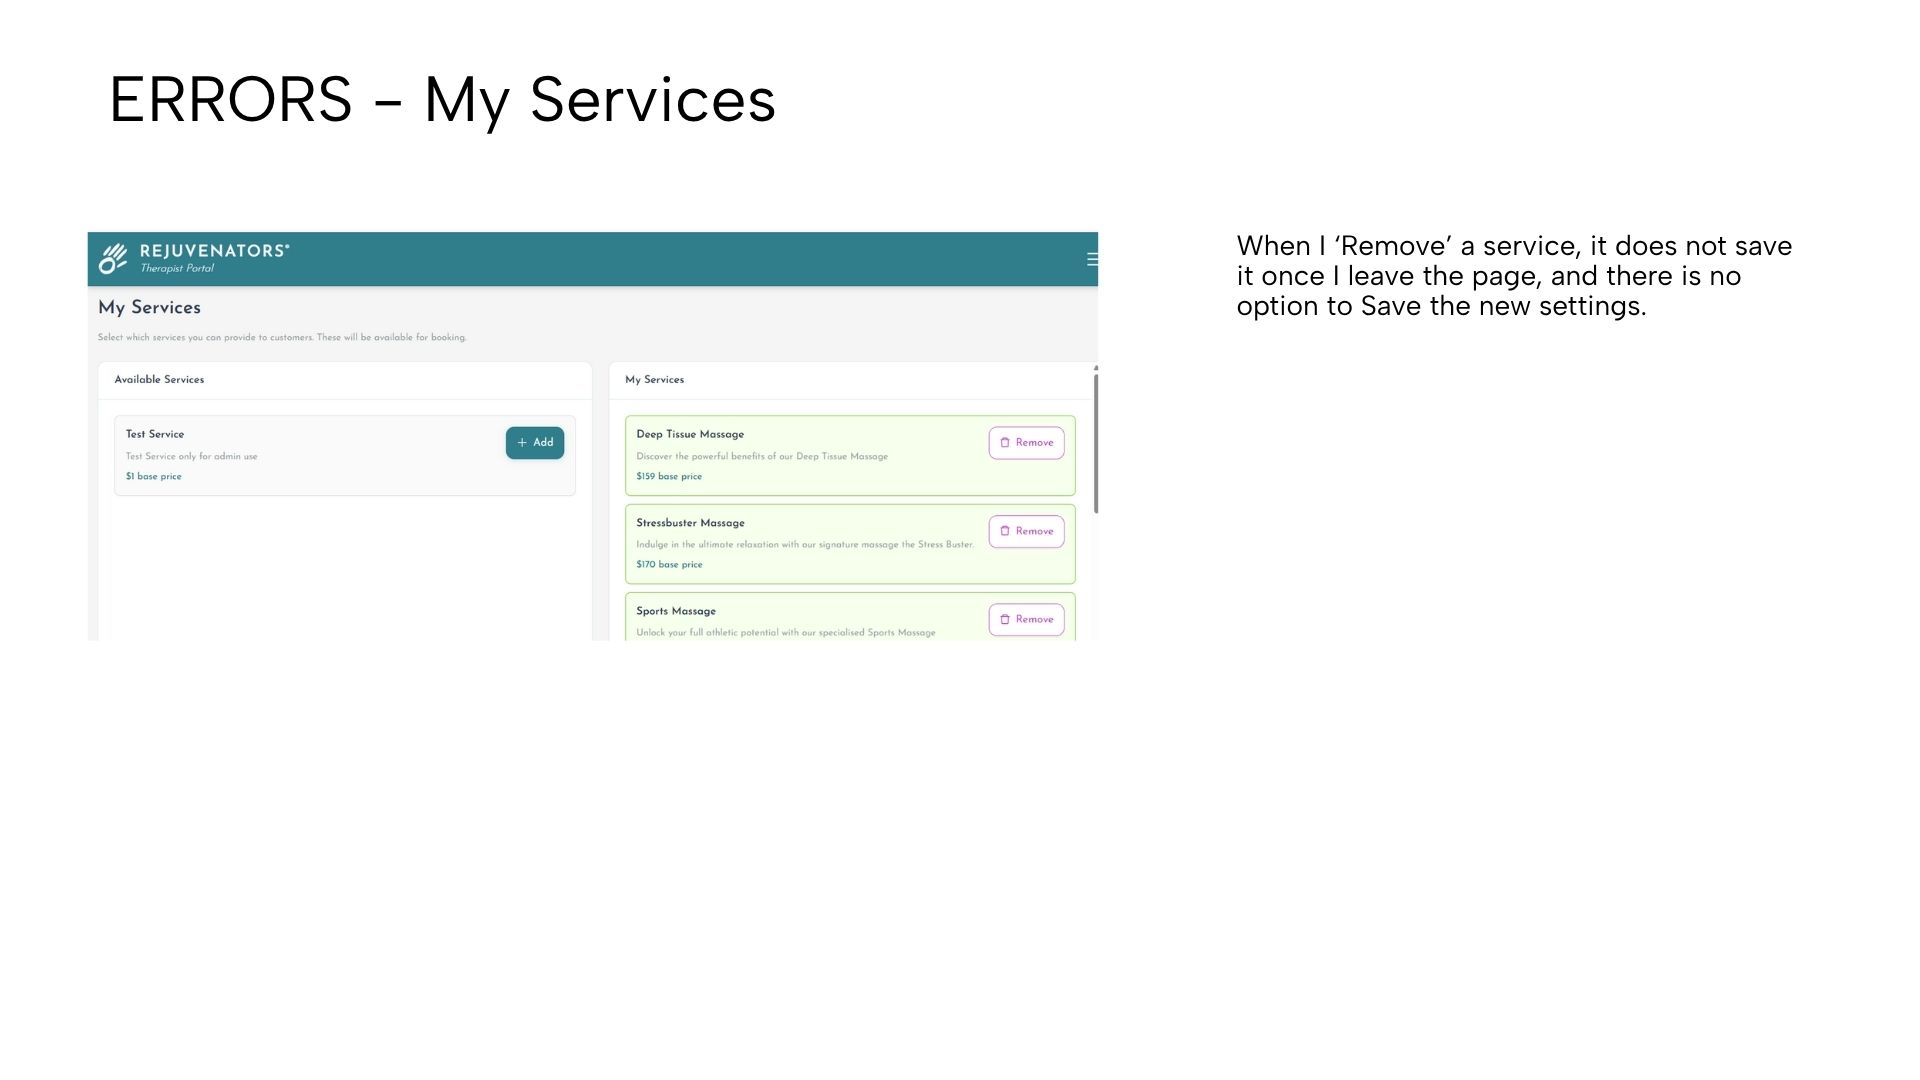 ERRORS – My Services
REJUVENATORS®
Therapist Portal
My Services
Select which services you can provide to customers. These will be available for booking.
Available Services
Test Service
Test Service only for admin use
$1 base price
+ Add
My Services
Deep Tissue Massage
Discover the powerful benefits of our Deep Tissue Massage
$159 base price
Remove
Stressbuster Massage
Indulge in the ultimate relaxation with our signature massage the Stress Buster.
$170 base price
Remove
Sports Massage
Unlock your full athletic potential with our specialised Sports Massage
Remove
When I ‘Remove’ a service, it does not save
it once I leave the page, and there is no
option to Save the new settings.